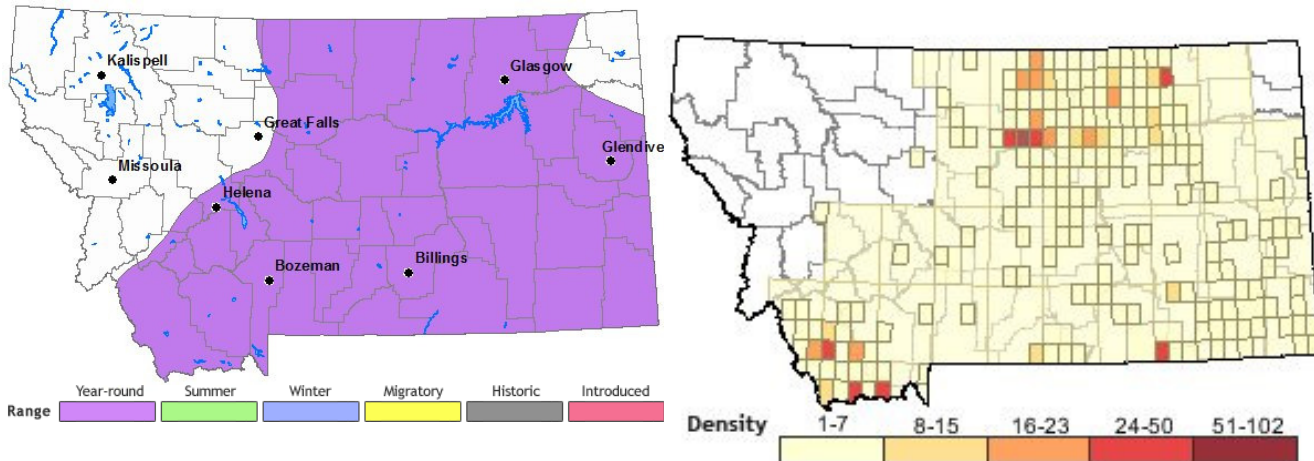 Kalispell
Glasgow
Great Falls
Glendive
Missoula
Helena
Bozeman
Billings
Year-round Summer Winter Migratory Historic Introduced
Range
Density 1-7 8-15 16-23 24-50 51-102